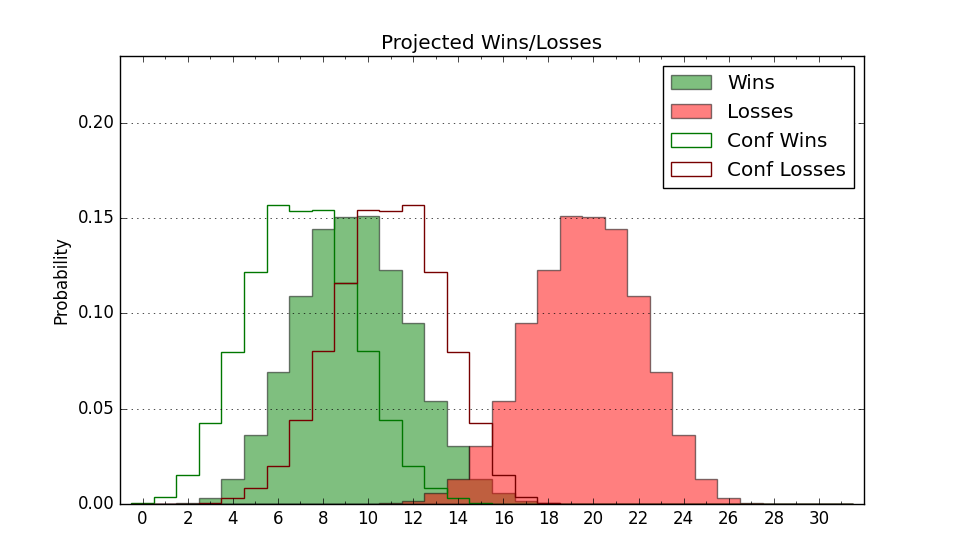 Projected Wins/Losses
Wins
Losses
Conf Wins
Conf Losses
Probability
0.20
0.15
0.10
0.05
0.00
0 2 4 6 8 10 12 14 16 18 20 22 24 26 28 30